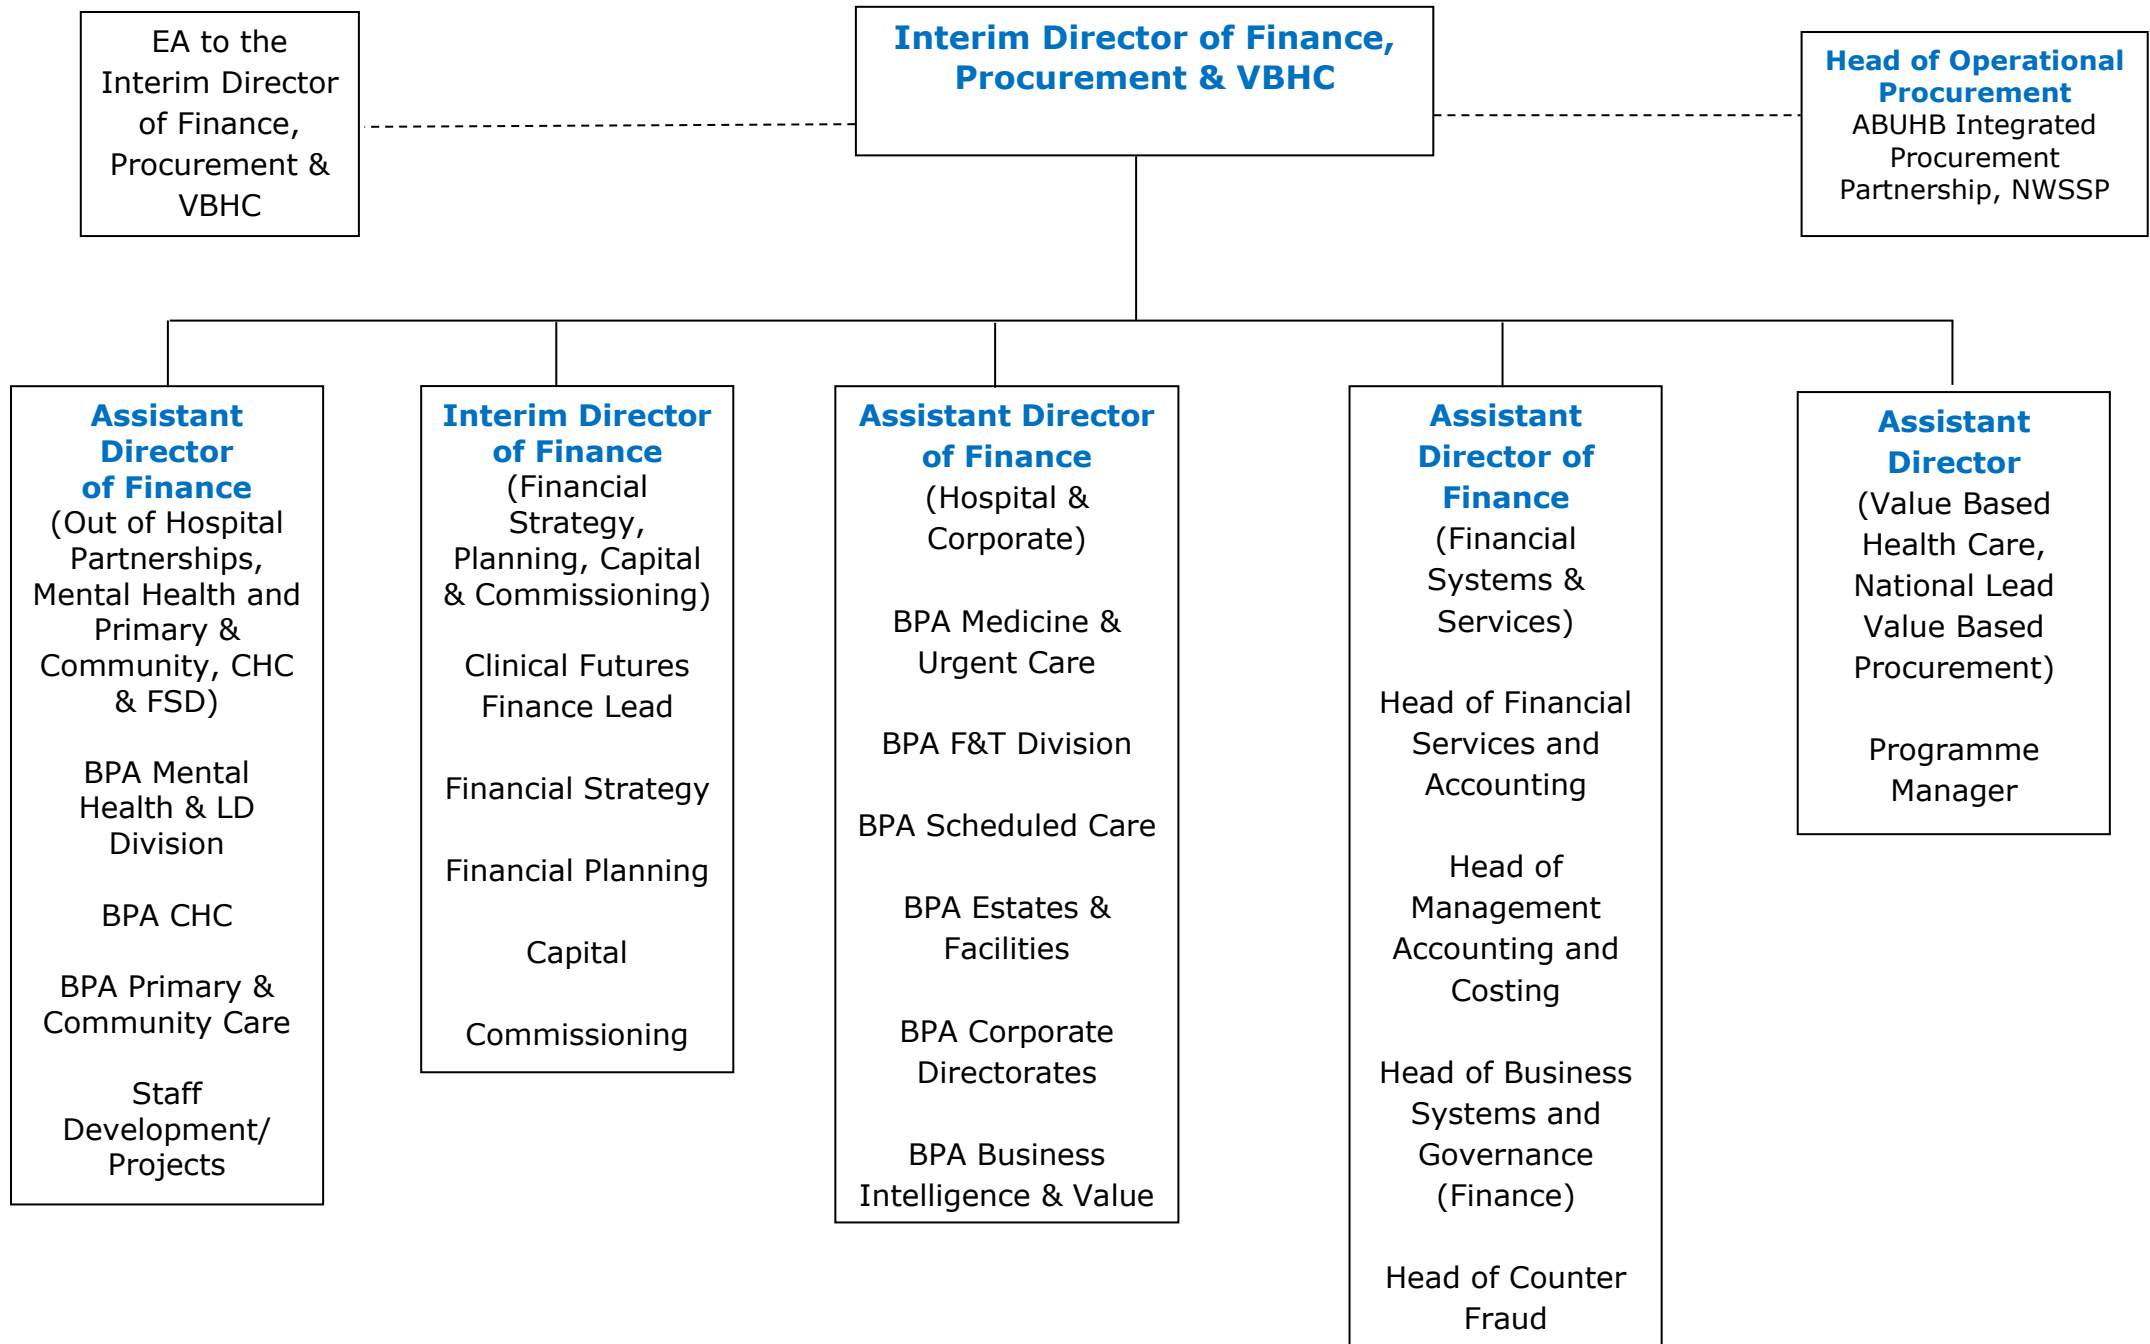 EA to the
Interim Director
of Finance,
Procurement &
VBHC
Interim Director of Finance,
Procurement & VBHC
Head of Operational
Procurement
ABUHB Integrated
Procurement
Partnership, NWSSP
Assistant
Director
of Finance
(Out of Hospital
Partnerships,
Mental Health and
Primary &
Community, CHC
& FSD)
BPA Mental
Health & LD
Division
BPA CHC
BPA Primary &
Community Care
Staff
Development/
Projects
Interim Director
of Finance
(Financial
Strategy,
Planning, Capital
& Commissioning)
Clinical Futures
Finance Lead
Financial Strategy
Financial Planning
Capital
Commissioning
Assistant Director
of Finance
(Hospital &
Corporate)
BPA Medicine &
Urgent Care
BPA F&T Division
BPA Scheduled Care
BPA Estates &
Facilities
BPA Corporate
Directorates
BPA Business
Intelligence & Value
Assistant
Director of
Finance
(Financial
Systems &
Services)
Head of Financial
Services and
Accounting
Head of
Management
Accounting and
Costing
Head of Business
Systems and
Governance
(Finance)
Head of Counter
Fraud
Assistant
Director
(Value Based
Health Care,
National Lead
Value Based
Procurement)
Programme
Manager